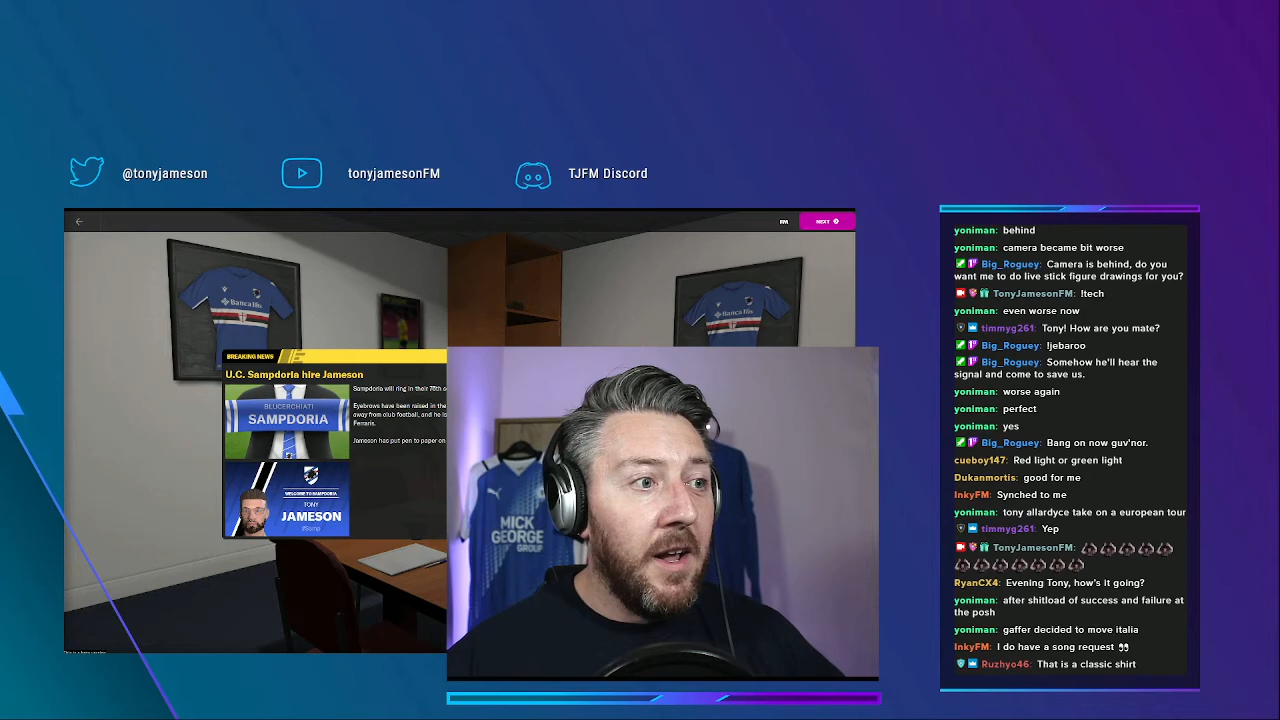 @tonyjameson
tonyjamesonFM
TJFM Discord
FM
NEXT
Banca Ifis
Banca Ifis
BREAKING NEWS
U.C. Sampdoria hire Jameson
BLUCERCHIATI
SAMPDORIA
Sampdoria will ring in their 78th s
Eyebrows have been raised in the
away from club football, and he is
Ferraris.
Jameson has put pen to paper on
WELCOME TO SAMPDORIA
TONY
JAMESON
MICK
GEORGE
GROUP
yoniman: behind
yoniman: camera became bit worse
Big_Roguey: Camera is behind, do you
want me to do live stick figure drawings for you?
TonyJamesonFM: !tech
yoniman: even worse now
timmyg261: Tony! How are you mate?
Big_Roguey: !jebaroo
Big_Roguey: Somehow he'll hear the
signal and come to save us.
yoniman: worse again
yoniman: perfect
yoniman: yes
Big_Roguey: Bang on now guv'nor.
cueboy147: Red light or green light
Dukanmortis: good for me
InkyFM: Synched to me
yoniman: tony allardyce take on a european tour
timmyg261: Yep
TonyJamesonFM:
RyanCX4: Evening Tony, how's it going?
yoniman: after shitload of success and failure at
the posh
yoniman: gaffer decided to move italia
InkyFM: I do have a song request 👀
Ruzhyo46: That is a classic shirt